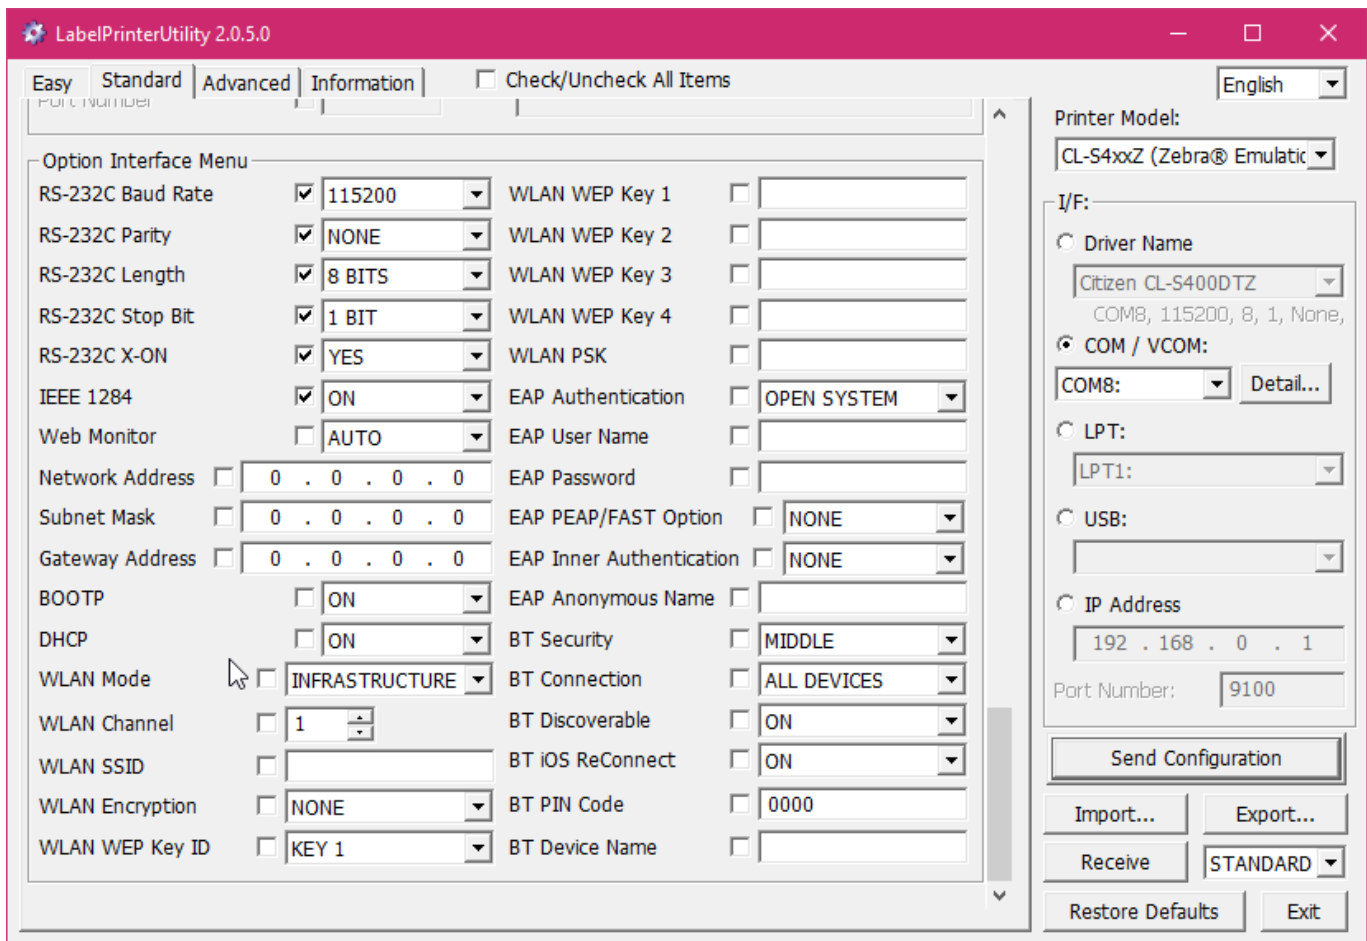 LabelPrinterUtility 2.0.5.0
Easy
Standard
Advanced
Information
Check/Uncheck All Items
English
Port Number
Option Interface Menu
RS-232C Baud Rate 115200
RS-232C Parity NONE
RS-232C Length 8 BITS
RS-232C Stop Bit 1 BIT
RS-232C X-ON YES
IEEE 1284 ON
Web Monitor AUTO
Network Address 0 . 0 . 0 . 0
Subnet Mask 0 . 0 . 0 . 0
Gateway Address 0 . 0 . 0 . 0
BOOTP ON
DHCP ON
WLAN Mode INFRASTRUCTURE
WLAN Channel 1
WLAN SSID
WLAN Encryption NONE
WLAN WEP Key ID KEY 1
WLAN WEP Key 1
WLAN WEP Key 2
WLAN WEP Key 3
WLAN WEP Key 4
WLAN PSK
EAP Authentication OPEN SYSTEM
EAP User Name
EAP Password
EAP PEAP/FAST Option NONE
EAP Inner Authentication NONE
EAP Anonymous Name
BT Security MIDDLE
BT Connection ALL DEVICES
BT Discoverable ON
BT iOS ReConnect ON
BT PIN Code 0000
BT Device Name
Printer Model:
CL-S4xxZ (Zebra® Emulatic
I/F:
Driver Name
Citizen CL-S400DTZ
COM8, 115200, 8, 1, None,
COM / VCOM:
COM8: Detail...
LPT:
LPT1:
USB:
IP Address
192 . 168 . 0 . 1
Port Number: 9100
Send Configuration
Import... Export...
Receive STANDARD
Restore Defaults Exit